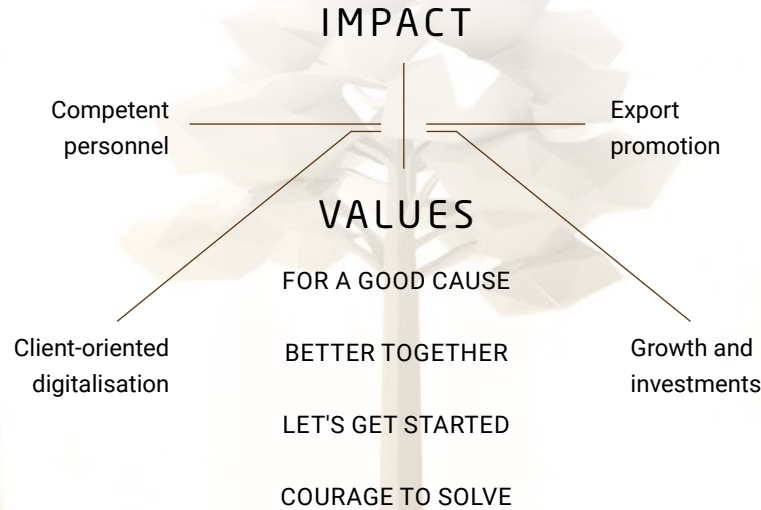 IMPACT
Competent
personnel
Export
promotion
VALUES
FOR A GOOD CAUSE
BETTER TOGETHER
Client-oriented
digitalisation
Growth and
investments
LET'S GET STARTED
COURAGE TO SOLVE